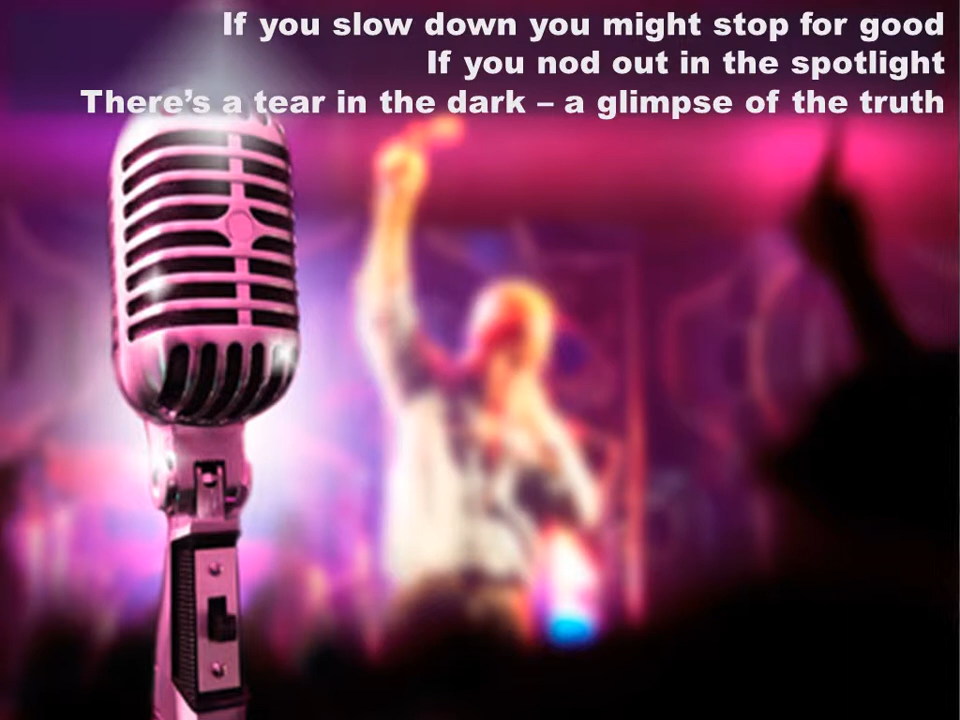 If you slow down you might stop for good
If you nod out in the spotlight
There’s a tear in the dark – a glimpse of the truth